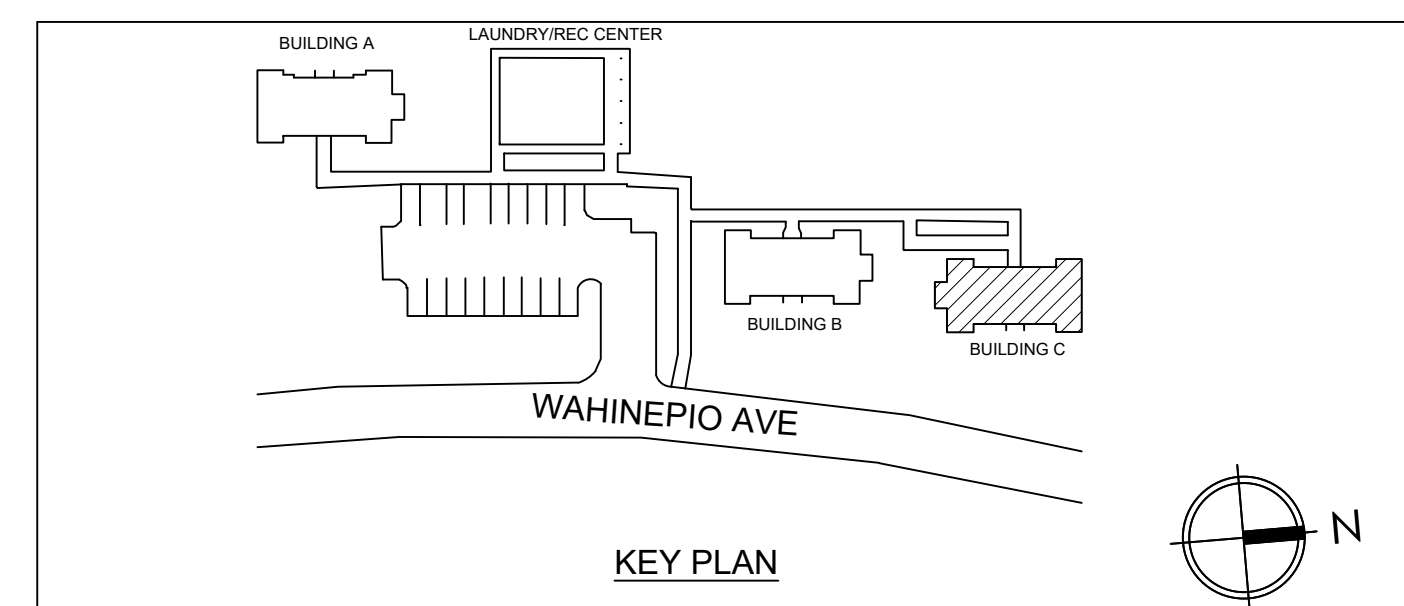 BUILDING A
LAUNDRY/REC CENTER
BUILDING B
BUILDING C
WAHINEPIO AVE
KEY PLAN
N